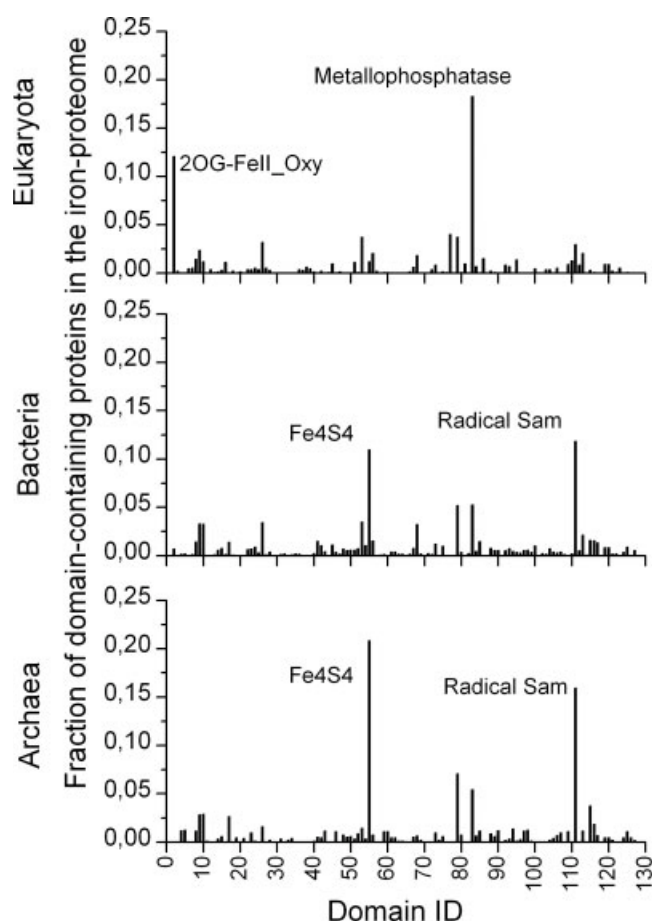 Fraction of domain-containing proteins in the iron-proteome
Eukaryota
0,25
0,20
0,15
0,10
0,05
0,00
Metallophosphatase
2OG-FeII_Oxy
Bacteria
0,25
0,20
0,15
0,10
0,05
0,00
Fe4S4
Radical Sam
Archaea
0,25
0,20
0,15
0,10
0,05
0,00
Fe4S4
Radical Sam
0 10 20 30 40 50 60 70 80 90 100 110 120 130
Domain ID